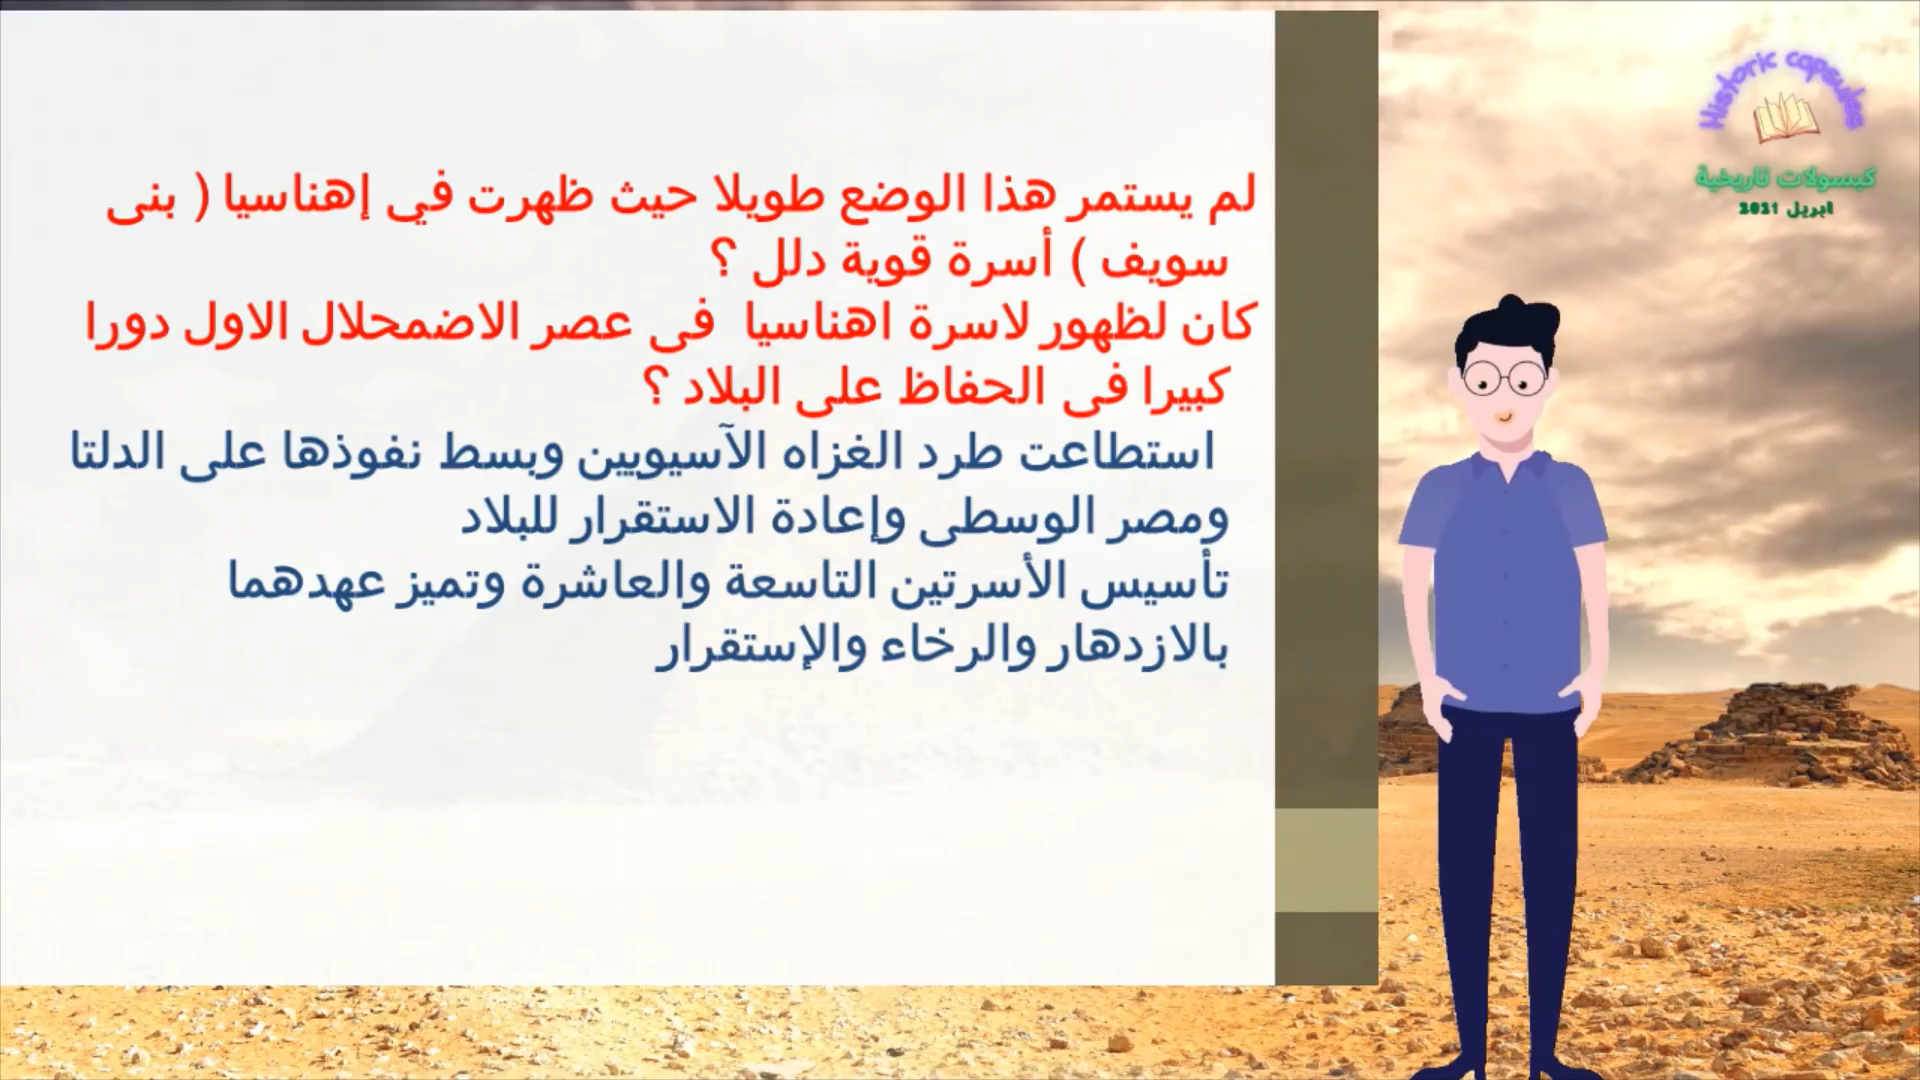 لم يستمر هذا الوضع طويلا حيث ظهرت في إهناسيا ( بنى
سويف ) أسرة قوية دلل ؟
كان لظهور لاسرة اهناسيا فى عصر الاضمحلال الاول دورا
كبيرا فى الحفاظ على البلاد ؟
استطاعت طرد الغزاه الآسيويين وبسط نفوذها على الدلتا
ومصر الوسطى وإعادة الاستقرار للبلاد
تأسيس الأسرتين التاسعة والعاشرة وتميز عهدهما
بالازدهار والرخاء والإستقرار
Historic capsules
كبسولات تاريخية
ابريل 2021